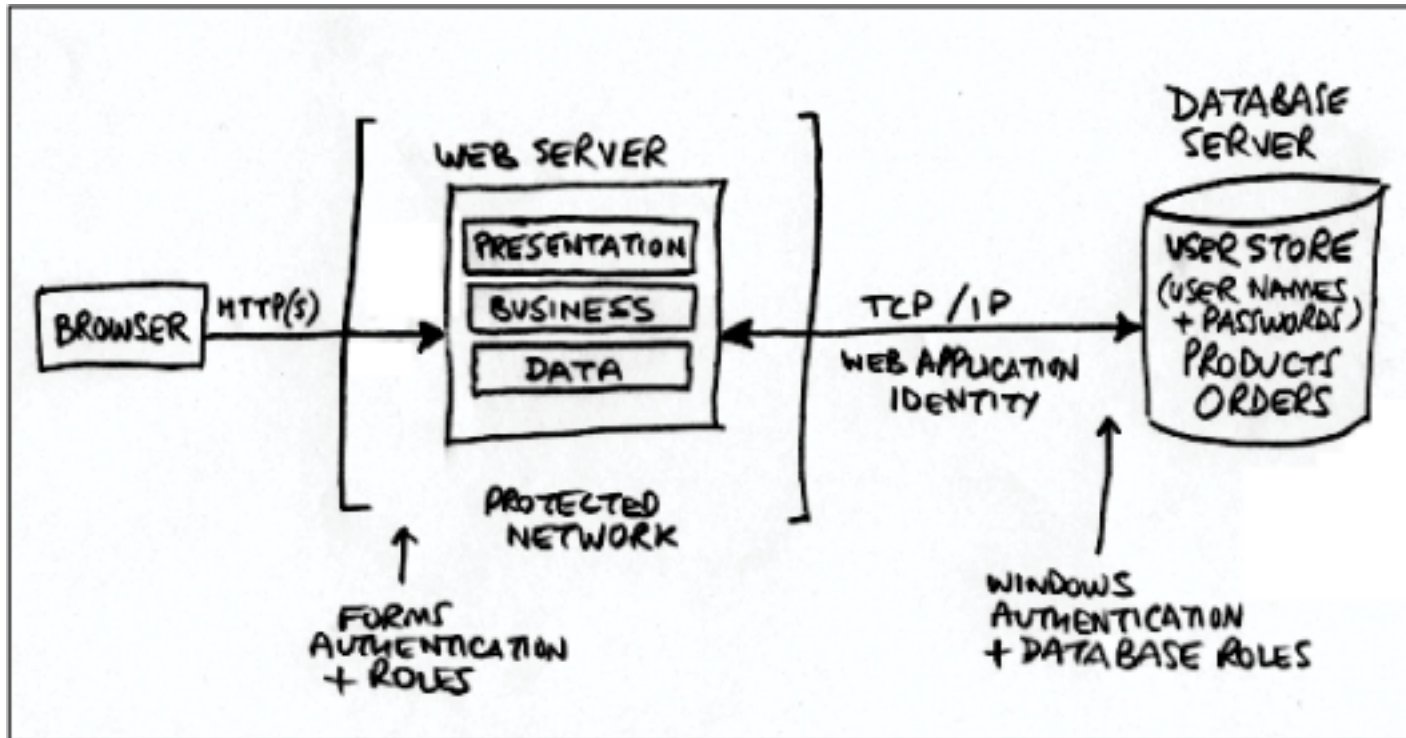 DATABASE
SERVER
WEB SERVER
PRESENTATION
BUSINESS
DATA
BROWSER
HTTP(S)
TCP/IP
WEB APPLICATION
IDENTITY
USER STORE
(USER NAMES
+ PASSWORDS)
PRODUCTS
ORDERS
PROTECTED
NETWORK
FORMS
AUTHENTICATION
+ ROLES
WINDOWS
AUTHENTICATION
+ DATABASE ROLES